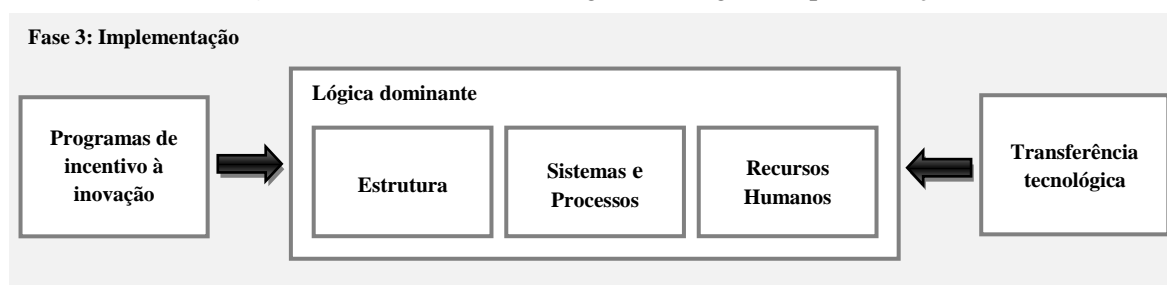 Fase 3: Implementação
Lógica dominante
Programas de
incentivo à
inovação
Estrutura
Sistemas e
Processos
Recursos
Humanos
Transferência
tecnológica